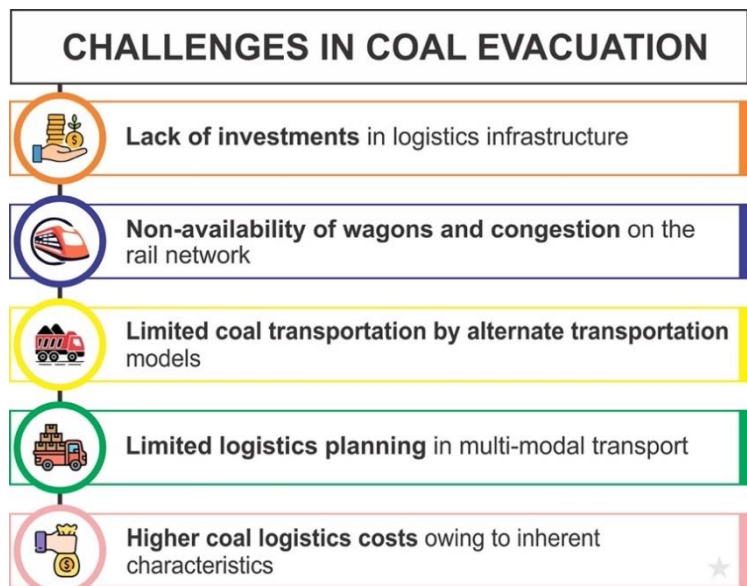 CHALLENGES IN COAL EVACUATION
Lack of investments in logistics infrastructure
Non-availability of wagons and congestion on the
rail network
Limited coal transportation by alternate transportation
models
Limited logistics planning in multi-modal transport
Higher coal logistics costs owing to inherent
characteristics